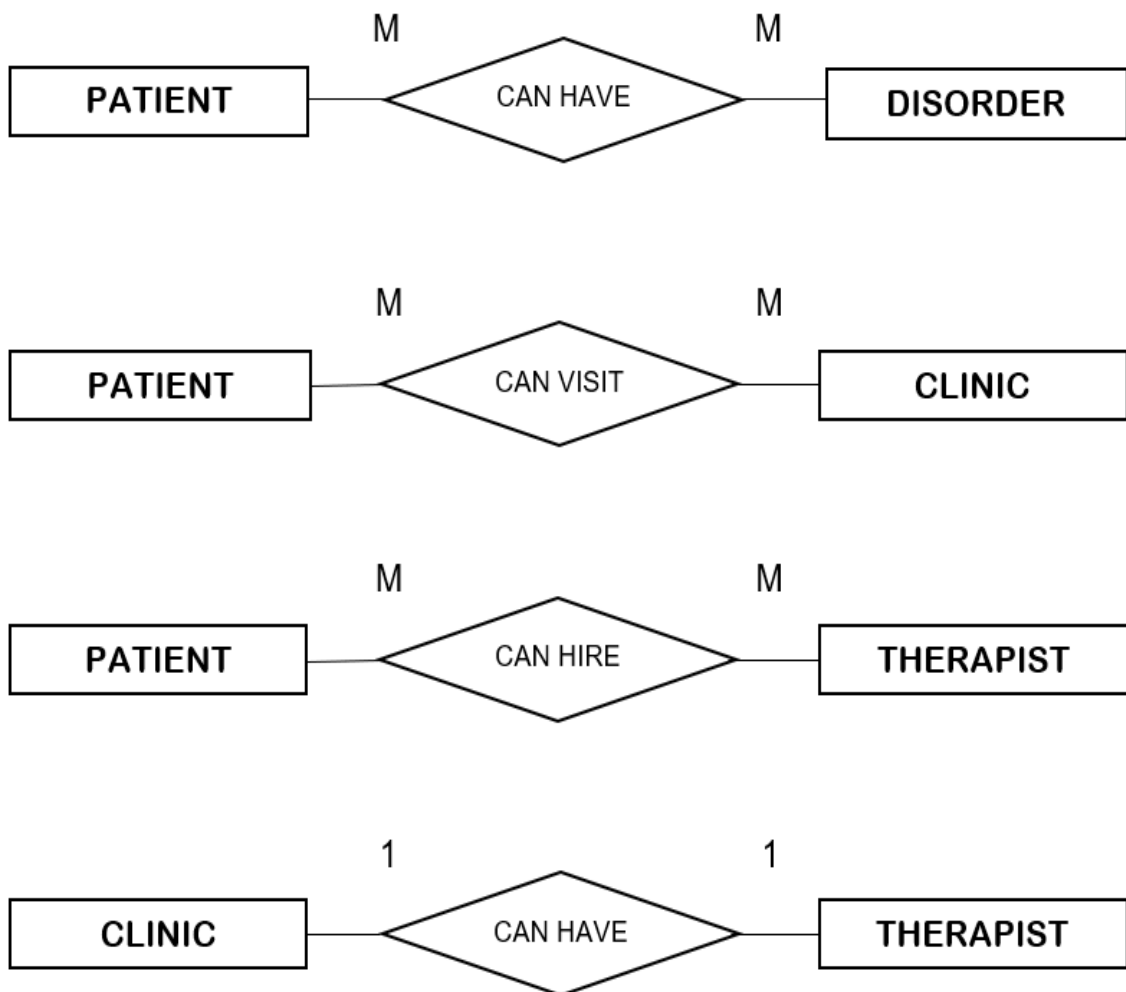 M M
PATIENT CAN HAVE DISORDER
M M
PATIENT CAN VISIT CLINIC
M M
PATIENT CAN HIRE THERAPIST
1 1
CLINIC CAN HAVE THERAPIST